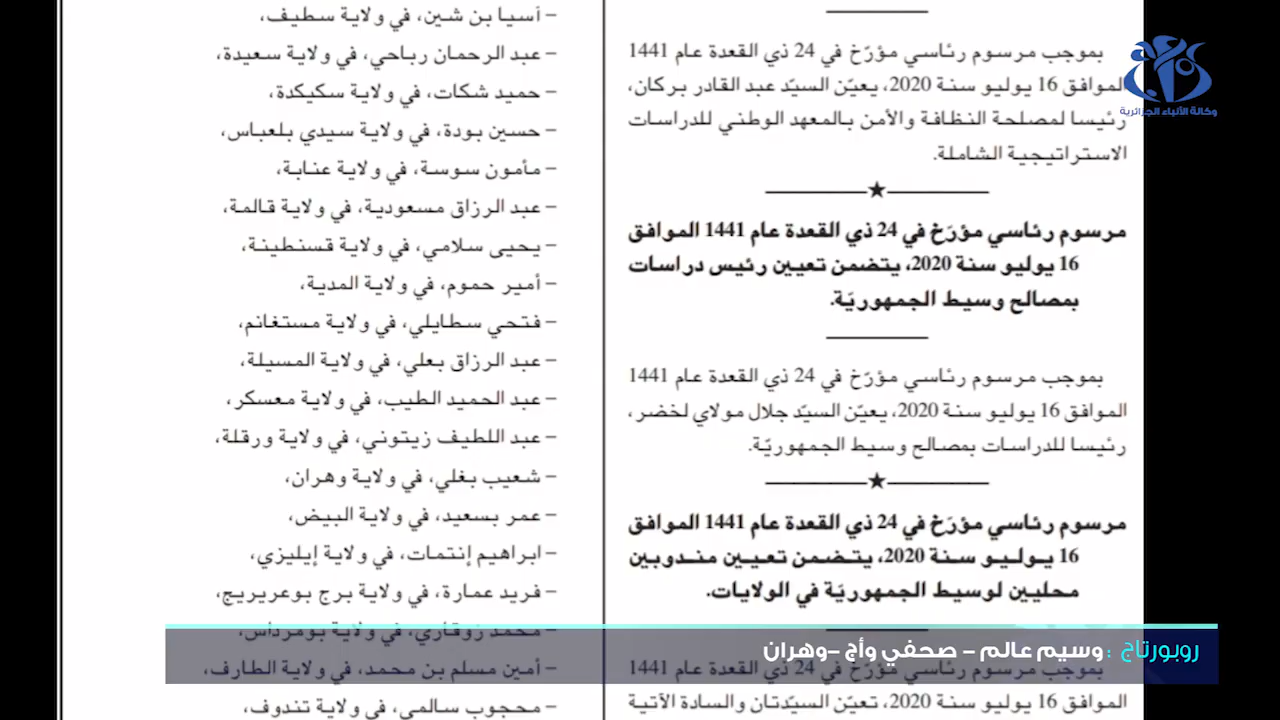 بموجب مرسوم رئاسي مؤرّخ في 24 ذي القعدة عام 1441
الموافق 16 يوليو سنة 2020، يعيّن السيّد عبد القادر بركان،
رئيسا لمصلحة النظافة والأمن بالمعهد الوطني للدراسات
الاستراتيجية الشاملة.
مرسوم رئاسي مؤرّخ في 24 ذي القعدة عام 1441 الموافق
16 يوليو سنة 2020، يتضمن تعيين رئيس دراسات
بمصالح وسيط الجمهوريّة.
بموجب مرسوم رئاسي مؤرّخ في 24 ذي القعدة عام 1441
الموافق 16 يوليو سنة 2020، يعيّن السيّد جلال مولاي لخضر،
رئيسا للدراسات بمصالح وسيط الجمهوريّة.
مرسوم رئاسي مؤرّخ في 24 ذي القعدة عام 1441 الموافق
16 يوليو سنة 2020، يتضمن تعيين مندوبين
محليين لوسيط الجمهوريّة في الولايات.
بموجب مرسوم رئاسي مؤرّخ في 24 ذي القعدة عام 1441
الموافق 16 يوليو سنة 2020، تعيّن السيّدتان والسادة الآتية
– آسيا بن شين، في ولاية سطيف،
– عبد الرحمان رباحي، في ولاية سعيدة،
– حميد شكات، في ولاية سكيكدة،
– حسين بودة، في ولاية سيدي بلعباس،
– مأمون سوسة، في ولاية عنابة،
– عبد الرزاق مسعودية، في ولاية قالمة،
– يحيى سلامي، في ولاية قسنطينة،
– أمير حموم، في ولاية المدية،
– فتحي سطايلي، في ولاية مستغانم،
– عبد الرزاق بعلي، في ولاية المسيلة،
– عبد الحميد الطيب، في ولاية معسكر،
– عبد اللطيف زيتوني، في ولاية ورقلة،
– شعيب بغلي، في ولاية وهران،
– عمر بسعيد، في ولاية البيض،
– ابراهيم إنتمات، في ولاية إيليزي،
– فريد عمارة، في ولاية برج بوعريريج،
– محمد زوقاري، في ولاية بومرداس،
– أمين مسلم بن محمد، في ولاية الطارف،
– محجوب سالمي، في ولاية تندوف،
وكالة الأنباء الجزائرية
روبورتاج : وسيم عالم – صحفي وأج –وهران